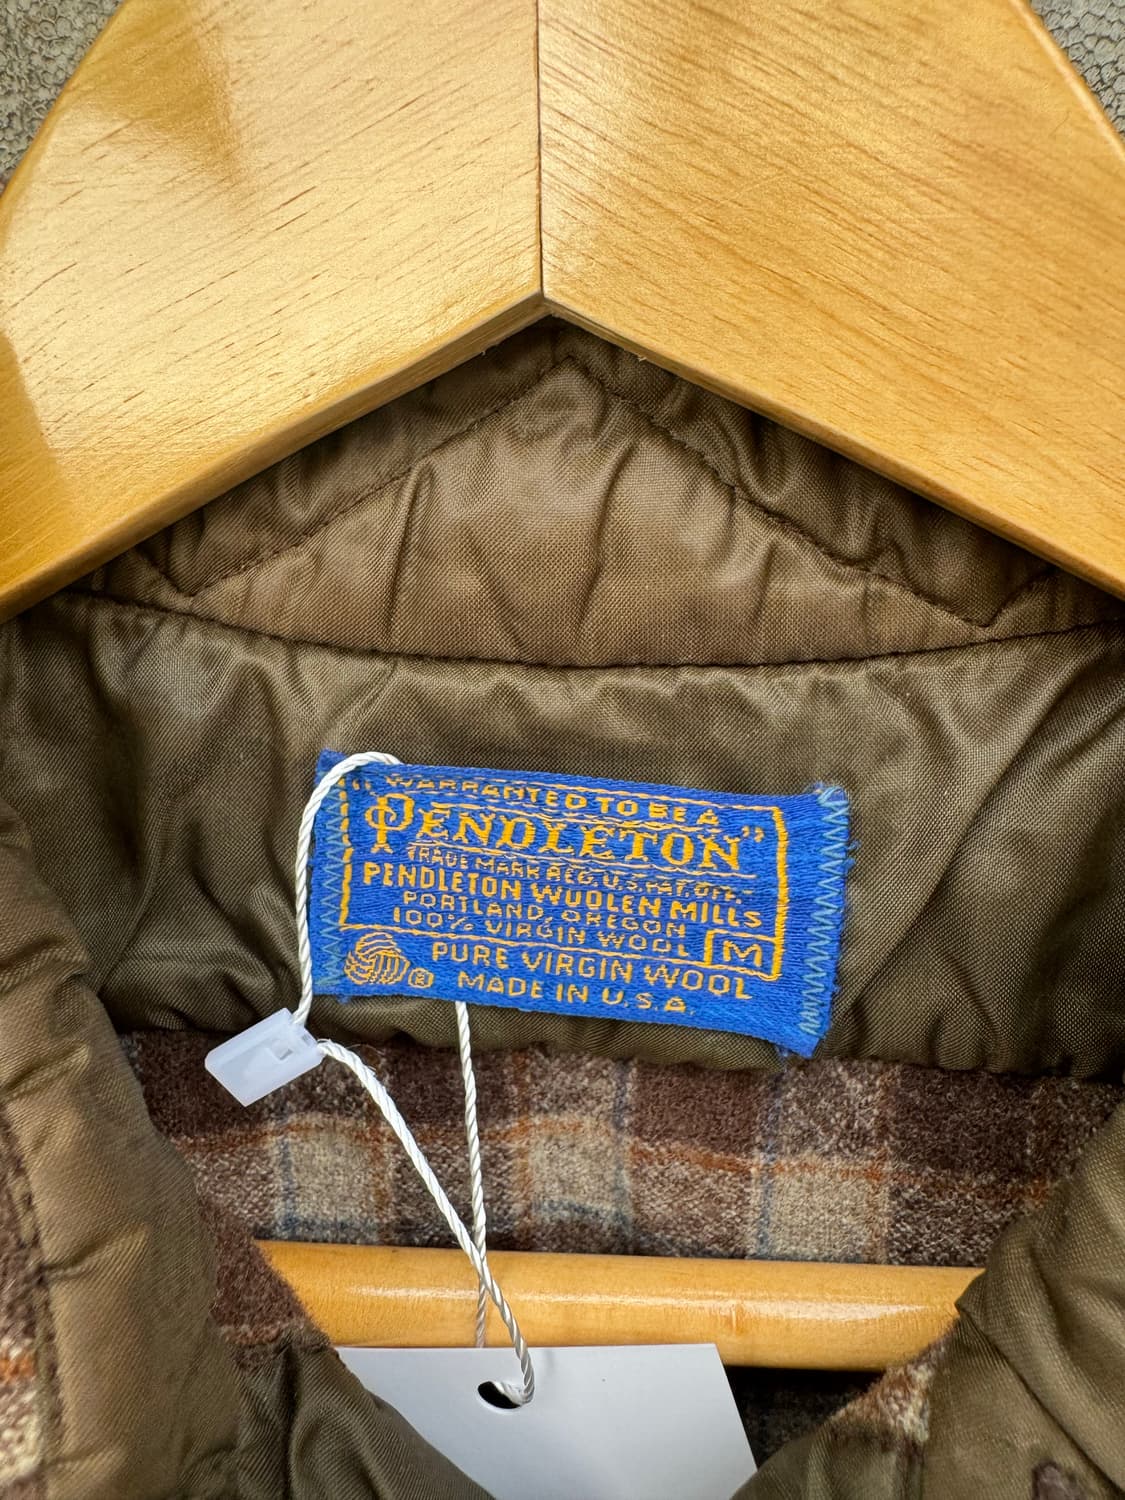 "WARRANTED TO BE A
PENDLETON"
TRADE MARK REG. U.S. PAT. OFF.
PENDLETON WOOLEN MILLS
PORTLAND, OREGON
100% VIRGIN WOOL M
PURE VIRGIN WOOL
® MADE IN U.S.A.